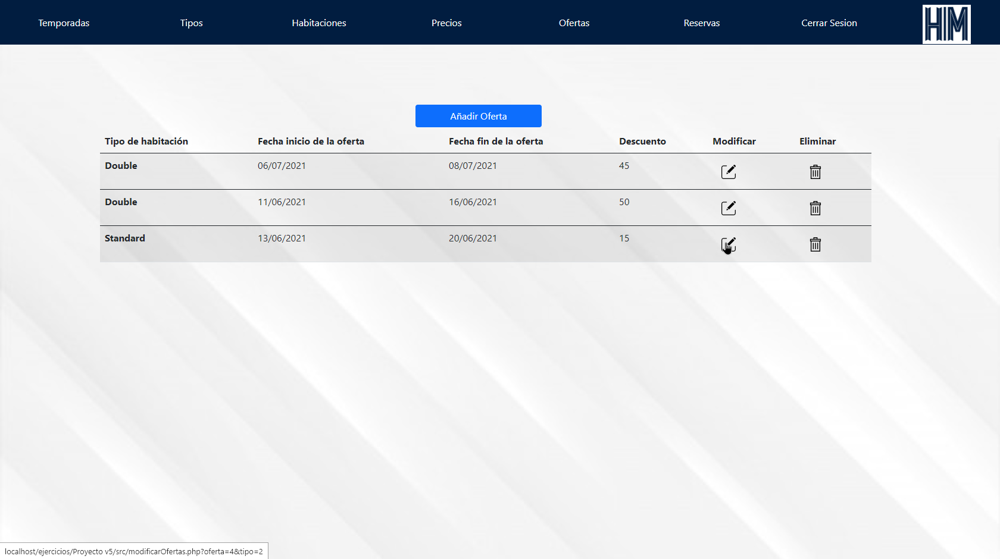 Temporadas Tipos Habitaciones Precios Ofertas Reservas Cerrar Sesion HIM
Añadir Oferta
Tipo de habitación Fecha inicio de la oferta Fecha fin de la oferta Descuento Modificar Eliminar
Double 06/07/2021 08/07/2021 45
Double 11/06/2021 16/06/2021 50
Standard 13/06/2021 20/06/2021 15
localhost/ejercicios/Proyecto v5/src/modificarOfertas.php?oferta=4&tipo=2